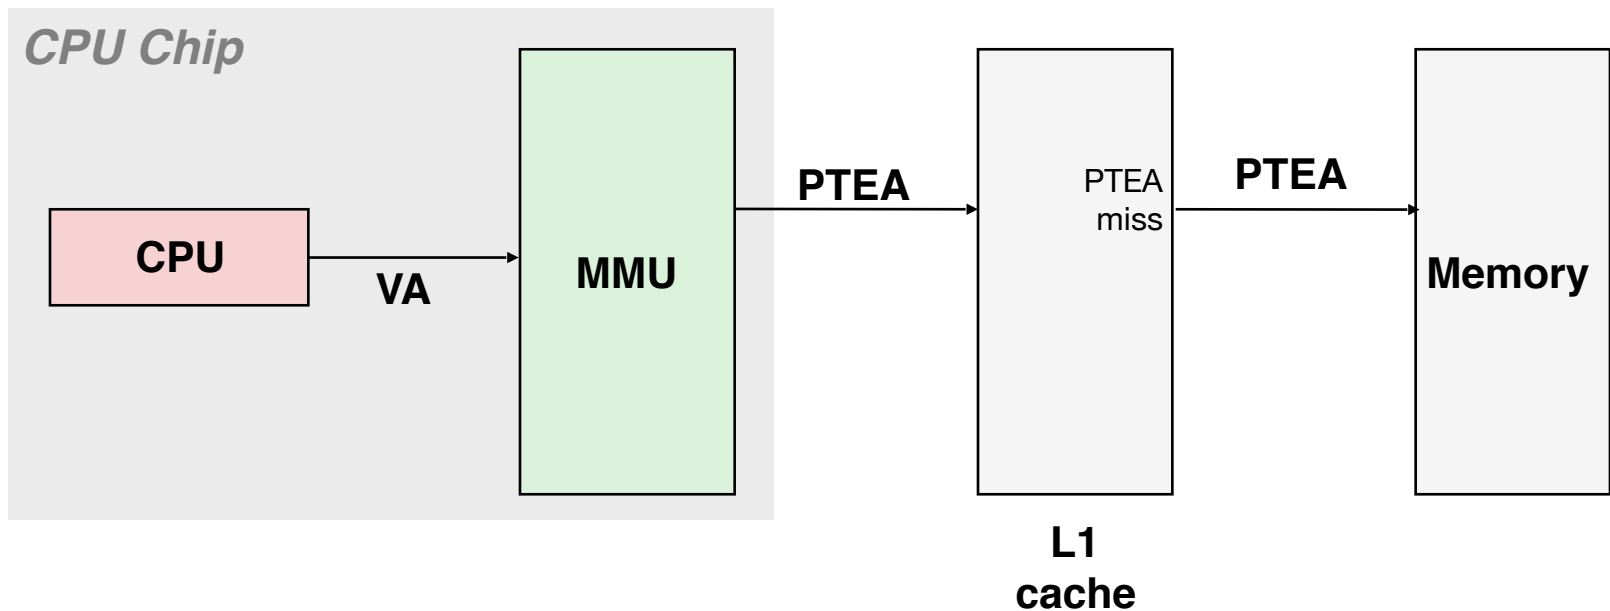 CPU Chip
CPU
VA
MMU
PTEA
PTEA
miss
PTEA
Memory
L1
cache